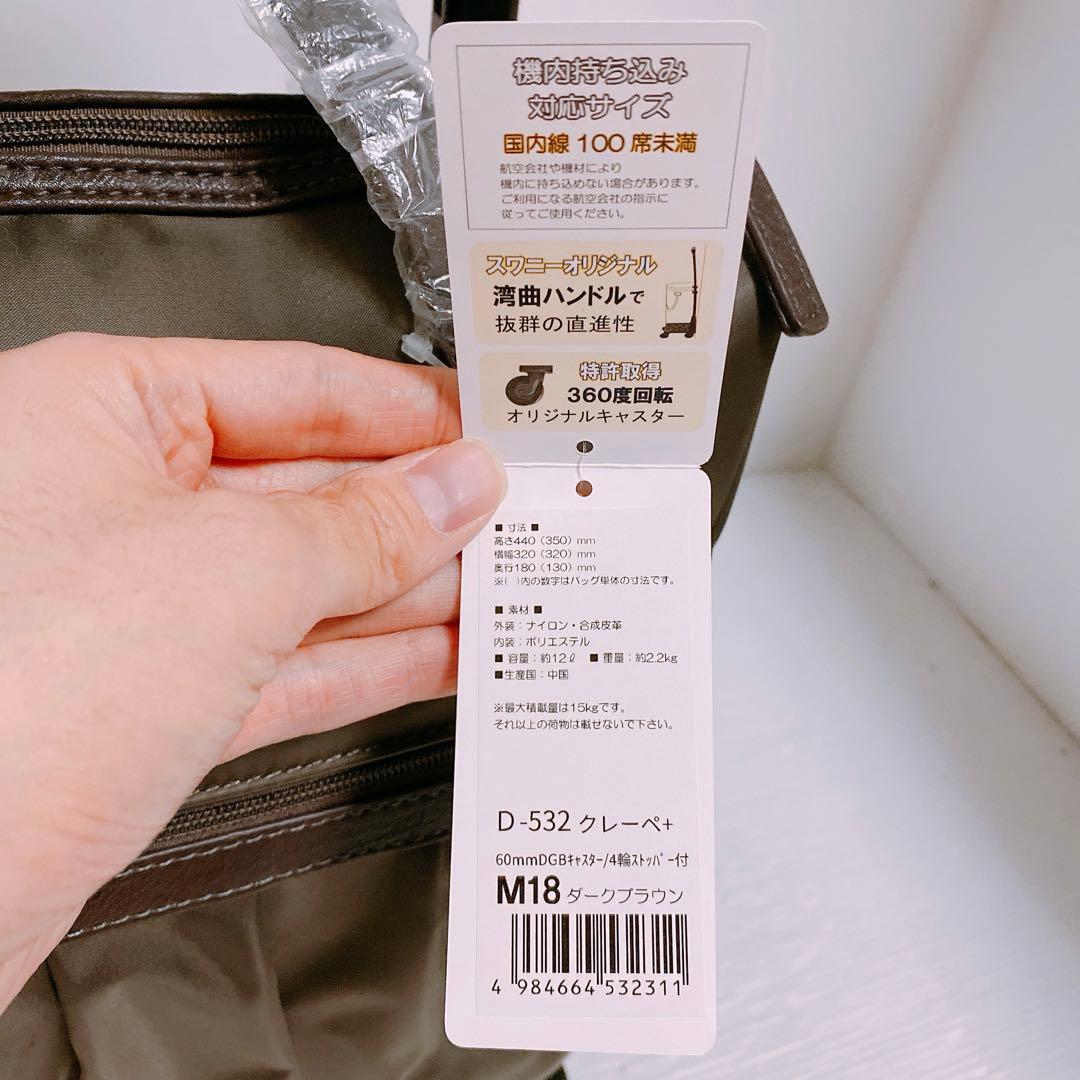 機内持ち込み
対応サイズ
国内線100席未満
航空会社や機材により
機内に持ち込めない場合があります。
ご利用になる航空会社の指示に
従ってご使用ください。
スワニーオリジナル
湾曲ハンドルで
抜群の直進性
特許取得
360度回転
オリジナルキャスター
■ 寸法 ■
高さ440（350）mm
横幅320（320）mm
奥行180（130）mm
※(　)内の数字はバッグ単体の寸法です。
■ 素材 ■
外装：ナイロン・合成皮革
内装：ポリエステル
■ 容量：約12ℓ　■ 重量：約2.2kg
■生産国：中国
※最大積載量は15kgです。
それ以上の荷物は載せないで下さい。
D-532 クレーペ+
60mmDGBｷｬｽﾀｰ/4輪ｽﾄｯﾊﾟｰ付
M18 ダークブラウン
4 984664 532311